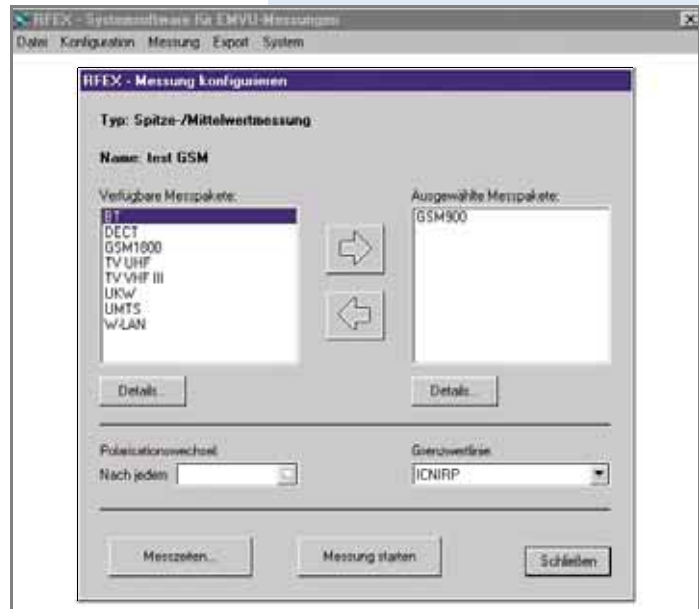 RFEX - Systemsoftware für EMVU-Messungen
Datei Konfiguration Messung Export System
RFEX - Messung konfigurieren
Typ: Spitze-/Mittelwertmessung
Name: test GSM
Verfügbare Messpakete:
BT
DECT
GSM1800
TV UHF
TV VHF III
UKW
UMTS
W-LAN
Details...
Ausgewählte Messpakete:
GSM900
Details...
Polarisationswechsel
Nach jedem
Grenzwertlinie
ICNIRP
Messzeiten...
Messung starten
Schließen